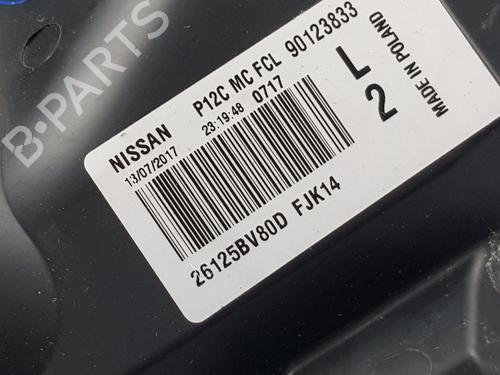 NISSAN P12C MC FCL 90123833
13/07/2017 23:19:48 0717
L
2
MADE IN POLAND
26125BV80D FJK14
B-PARTS